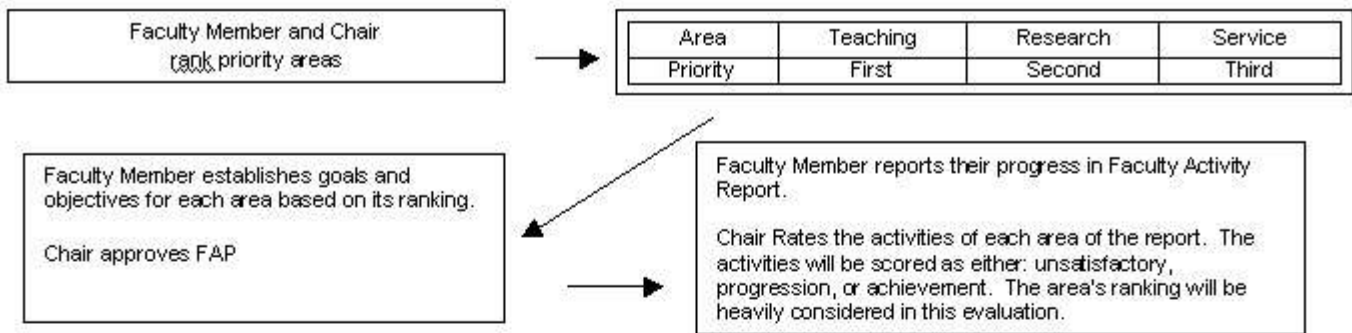 Faculty Member and Chair
rank priority areas
Area Teaching Research Service
Priority First Second Third
Faculty Member establishes goals and
objectives for each area based on its ranking.
Chair approves FAP
Faculty Member reports their progress in Faculty Activity
Report.
Chair Rates the activities of each area of the report. The
activities will be scored as either: unsatisfactory,
progression, or achievement. The area's ranking will be
heavily considered in this evaluation.